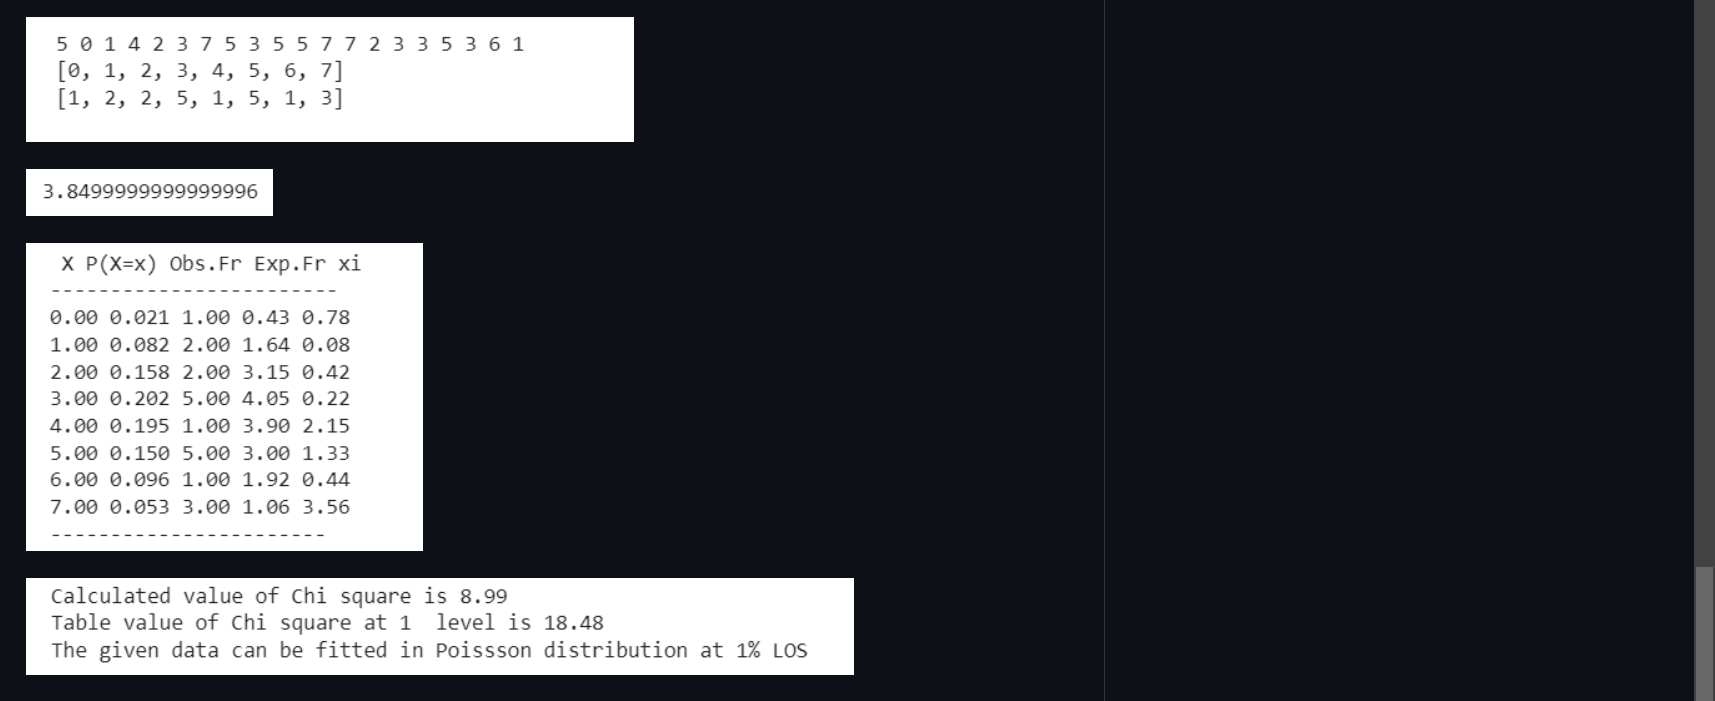 5 0 1 4 2 3 7 5 3 5 5 7 7 2 3 3 5 3 6 1
[0, 1, 2, 3, 4, 5, 6, 7]
[1, 2, 2, 5, 1, 5, 1, 3]
3.8499999999999996
X P(X=x) Obs.Fr Exp.Fr xi
------------------------
0.00 0.021 1.00 0.43 0.78
1.00 0.082 2.00 1.64 0.08
2.00 0.158 2.00 3.15 0.42
3.00 0.202 5.00 4.05 0.22
4.00 0.195 1.00 3.90 2.15
5.00 0.150 5.00 3.00 1.33
6.00 0.096 1.00 1.92 0.44
7.00 0.053 3.00 1.06 3.56
-----------------------
Calculated value of Chi square is 8.99
Table value of Chi square at 1  level is 18.48
The given data can be fitted in Poissson distribution at 1% LOS